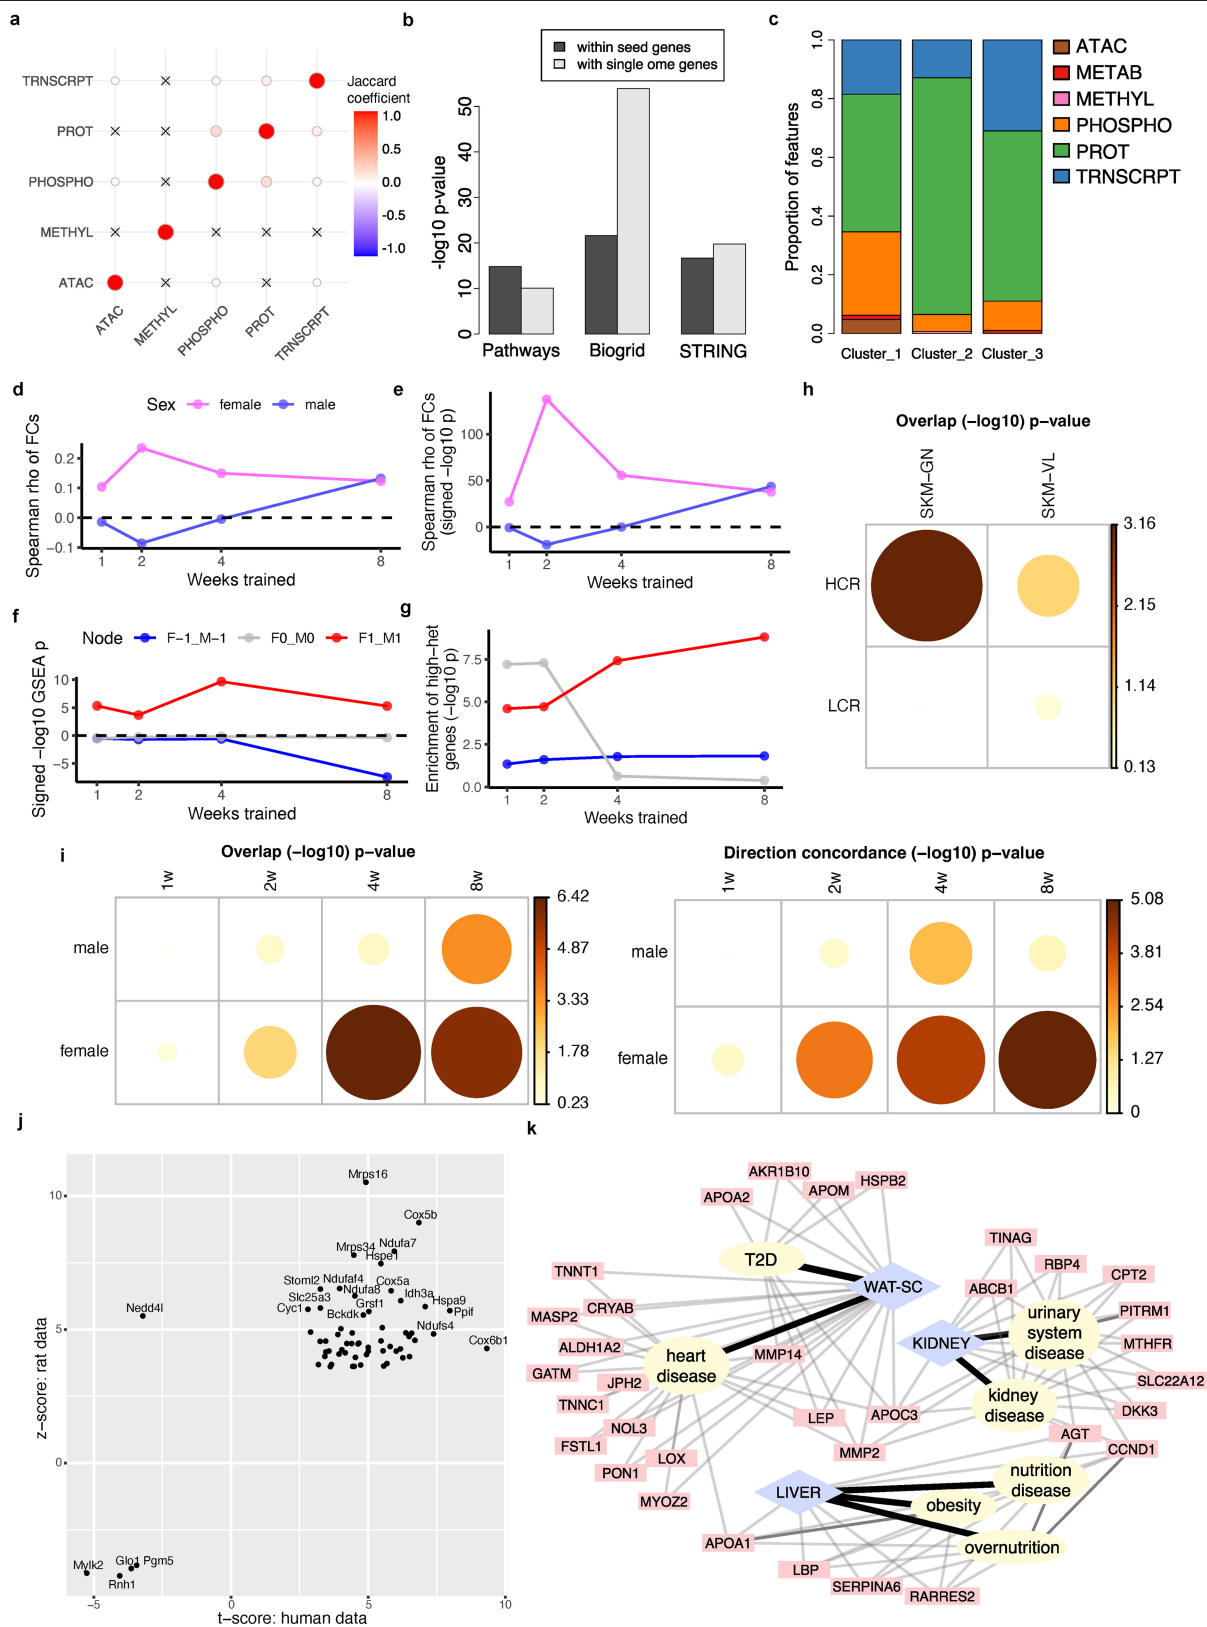 a
TRNSCRPT
PROT
PHOSPHO
METHYL
ATAC
ATAC
METHYL
PHOSPHO
PROT
TRNSCRPT
Jaccard
coefficient
1.0
0.5
0.0
-0.5
-1.0
b
within seed genes
with single ome genes
-log10 p-value
50
40
30
20
10
0
Pathways
Biogrid
STRING
c
Proportion of features
1.0
0.8
0.6
0.4
0.2
0.0
Cluster_1
Cluster_2
Cluster_3
ATAC
METAB
METHYL
PHOSPHO
PROT
TRNSCRPT
d
Sex
female
male
Spearman rho of FCs
0.2
0.1
0.0
−0.1
1
2
4
8
Weeks trained
e
Spearman rho of FCs
(signed −log10 p)
100
50
0
1
2
4
8
Weeks trained
f
Node
F−1_M−1
F0_M0
F1_M1
Signed −log10 GSEA p
10
5
0
−5
1
2
4
8
Weeks trained
g
Enrichment of high−het
genes (−log10 p)
7.5
5.0
2.5
0.0
1
2
4
8
Weeks trained
h
Overlap (−log10) p−value
SKM−GN
SKM−VL
HCR
LCR
3.16
2.15
1.14
0.13
i
Overlap (−log10) p−value
1w
2w
4w
8w
male
female
6.42
4.87
3.33
1.78
0.23
Direction concordance (−log10) p−value
1w
2w
4w
8w
male
female
5.08
3.81
2.54
1.27
0
j
z−score: rat data
10
5
0
−5
0
5
10
t−score: human data
Mrps16
Cox5b
Mrps34
Ndufa7
Hspe1
Stoml2
Ndufaf4
Cox5a
Ndufa8
Idh3a
Slc25a3
Grsf1
Hspa9
Cyc1
Bckdk
Ppif
Nedd4l
Ndufs4
Cox6b1
Mylk2
Glo1
Pgm5
Rnh1
k
AKR1B10
HSPB2
APOA2
APOM
TINAG
T2D
RBP4
CPT2
TNNT1
WAT-SC
ABCB1
MASP2
CRYAB
PITRM1
urinary
system
disease
KIDNEY
MTHFR
ALDH1A2
MMP14
heart
disease
GATM
JPH2
SLC22A12
TNNC1
kidney
disease
DKK3
NOL3
LEP
APOC3
AGT
FSTL1
LOX
MMP2
CCND1
PON1
nutrition
disease
MYOZ2
LIVER
obesity
APOA1
overnutrition
LBP
SERPINA6
RARRES2